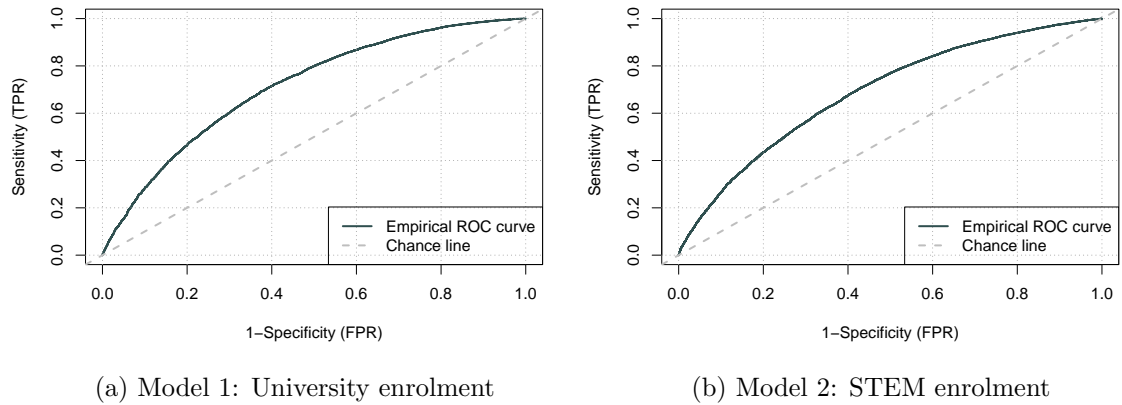 Sensitivity (TPR)
1.0
0.8
0.6
0.4
0.2
0.0
Empirical ROC curve
Chance line
0.0 0.2 0.4 0.6 0.8 1.0
1−Specificity (FPR)
(a) Model 1: University enrolment
Sensitivity (TPR)
1.0
0.8
0.6
0.4
0.2
0.0
Empirical ROC curve
Chance line
0.0 0.2 0.4 0.6 0.8 1.0
1−Specificity (FPR)
(b) Model 2: STEM enrolment